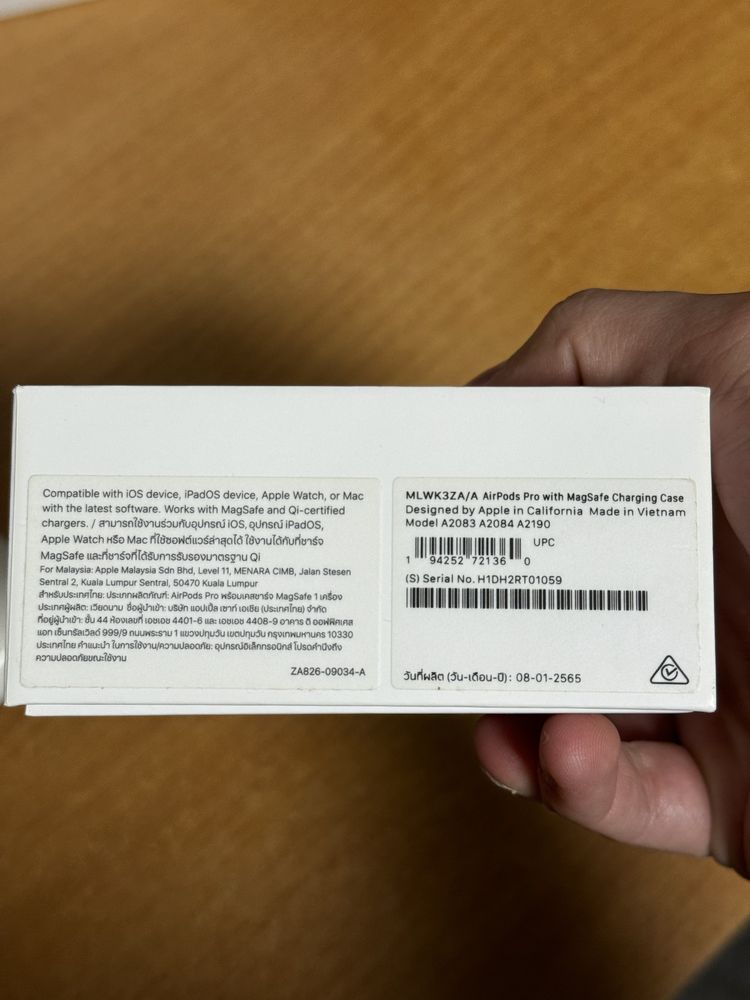 Compatible with iOS device, iPadOS device, Apple Watch, or Mac
with the latest software. Works with MagSafe and Qi-certified
chargers. / สามารถใช้งานร่วมกับอุปกรณ์ iOS, อุปกรณ์ iPadOS,
Apple Watch หรือ Mac ที่ใช้ซอฟต์แวร์ล่าสุดได้ ใช้งานได้กับที่ชาร์จ
MagSafe และที่ชาร์จที่ได้รับการรับรองมาตรฐาน Qi
For Malaysia: Apple Malaysia Sdn Bhd, Level 11, MENARA CIMB, Jalan Stesen
Sentral 2, Kuala Lumpur Sentral, 50470 Kuala Lumpur
สำหรับประเทศไทย: ประเภทผลิตภัณฑ์: AirPods Pro พร้อมเคสชาร์จ MagSafe 1 เครื่อง
ประเทศผู้ผลิต: เวียดนาม ชื่อผู้นำเข้า: บริษัท แอปเปิ้ล เซาท์ เอเชีย (ประเทศไทย) จำกัด
ที่อยู่ผู้นำเข้า: ชั้น 44 ห้องเลขที่ เอชเอช 4401-6 และ เอชเอช 4408-9 อาคาร ดิ ออฟฟิศเศส
แอท เซ็นทรัลเวิลด์ 999/9 ถนนพระราม 1 แขวงปทุมวัน เขตปทุมวัน กรุงเทพมหานคร 10330
ประเทศไทย คำแนะนำ ในการใช้งาน/ความปลอดภัย: อุปกรณ์อิเล็กทรอนิกส์ โปรดคำนึงถึง
ความปลอดภัยขณะใช้งาน
ZA826-09034-A
MLWK3ZA/A AirPods Pro with MagSafe Charging Case
Designed by Apple in California Made in Vietnam
Model A2083 A2084 A2190
UPC
1 94252 72136 0
(S) Serial No. H1DH2RT01059
วันที่ผลิต (วัน-เดือน-ปี): 08-01-2565